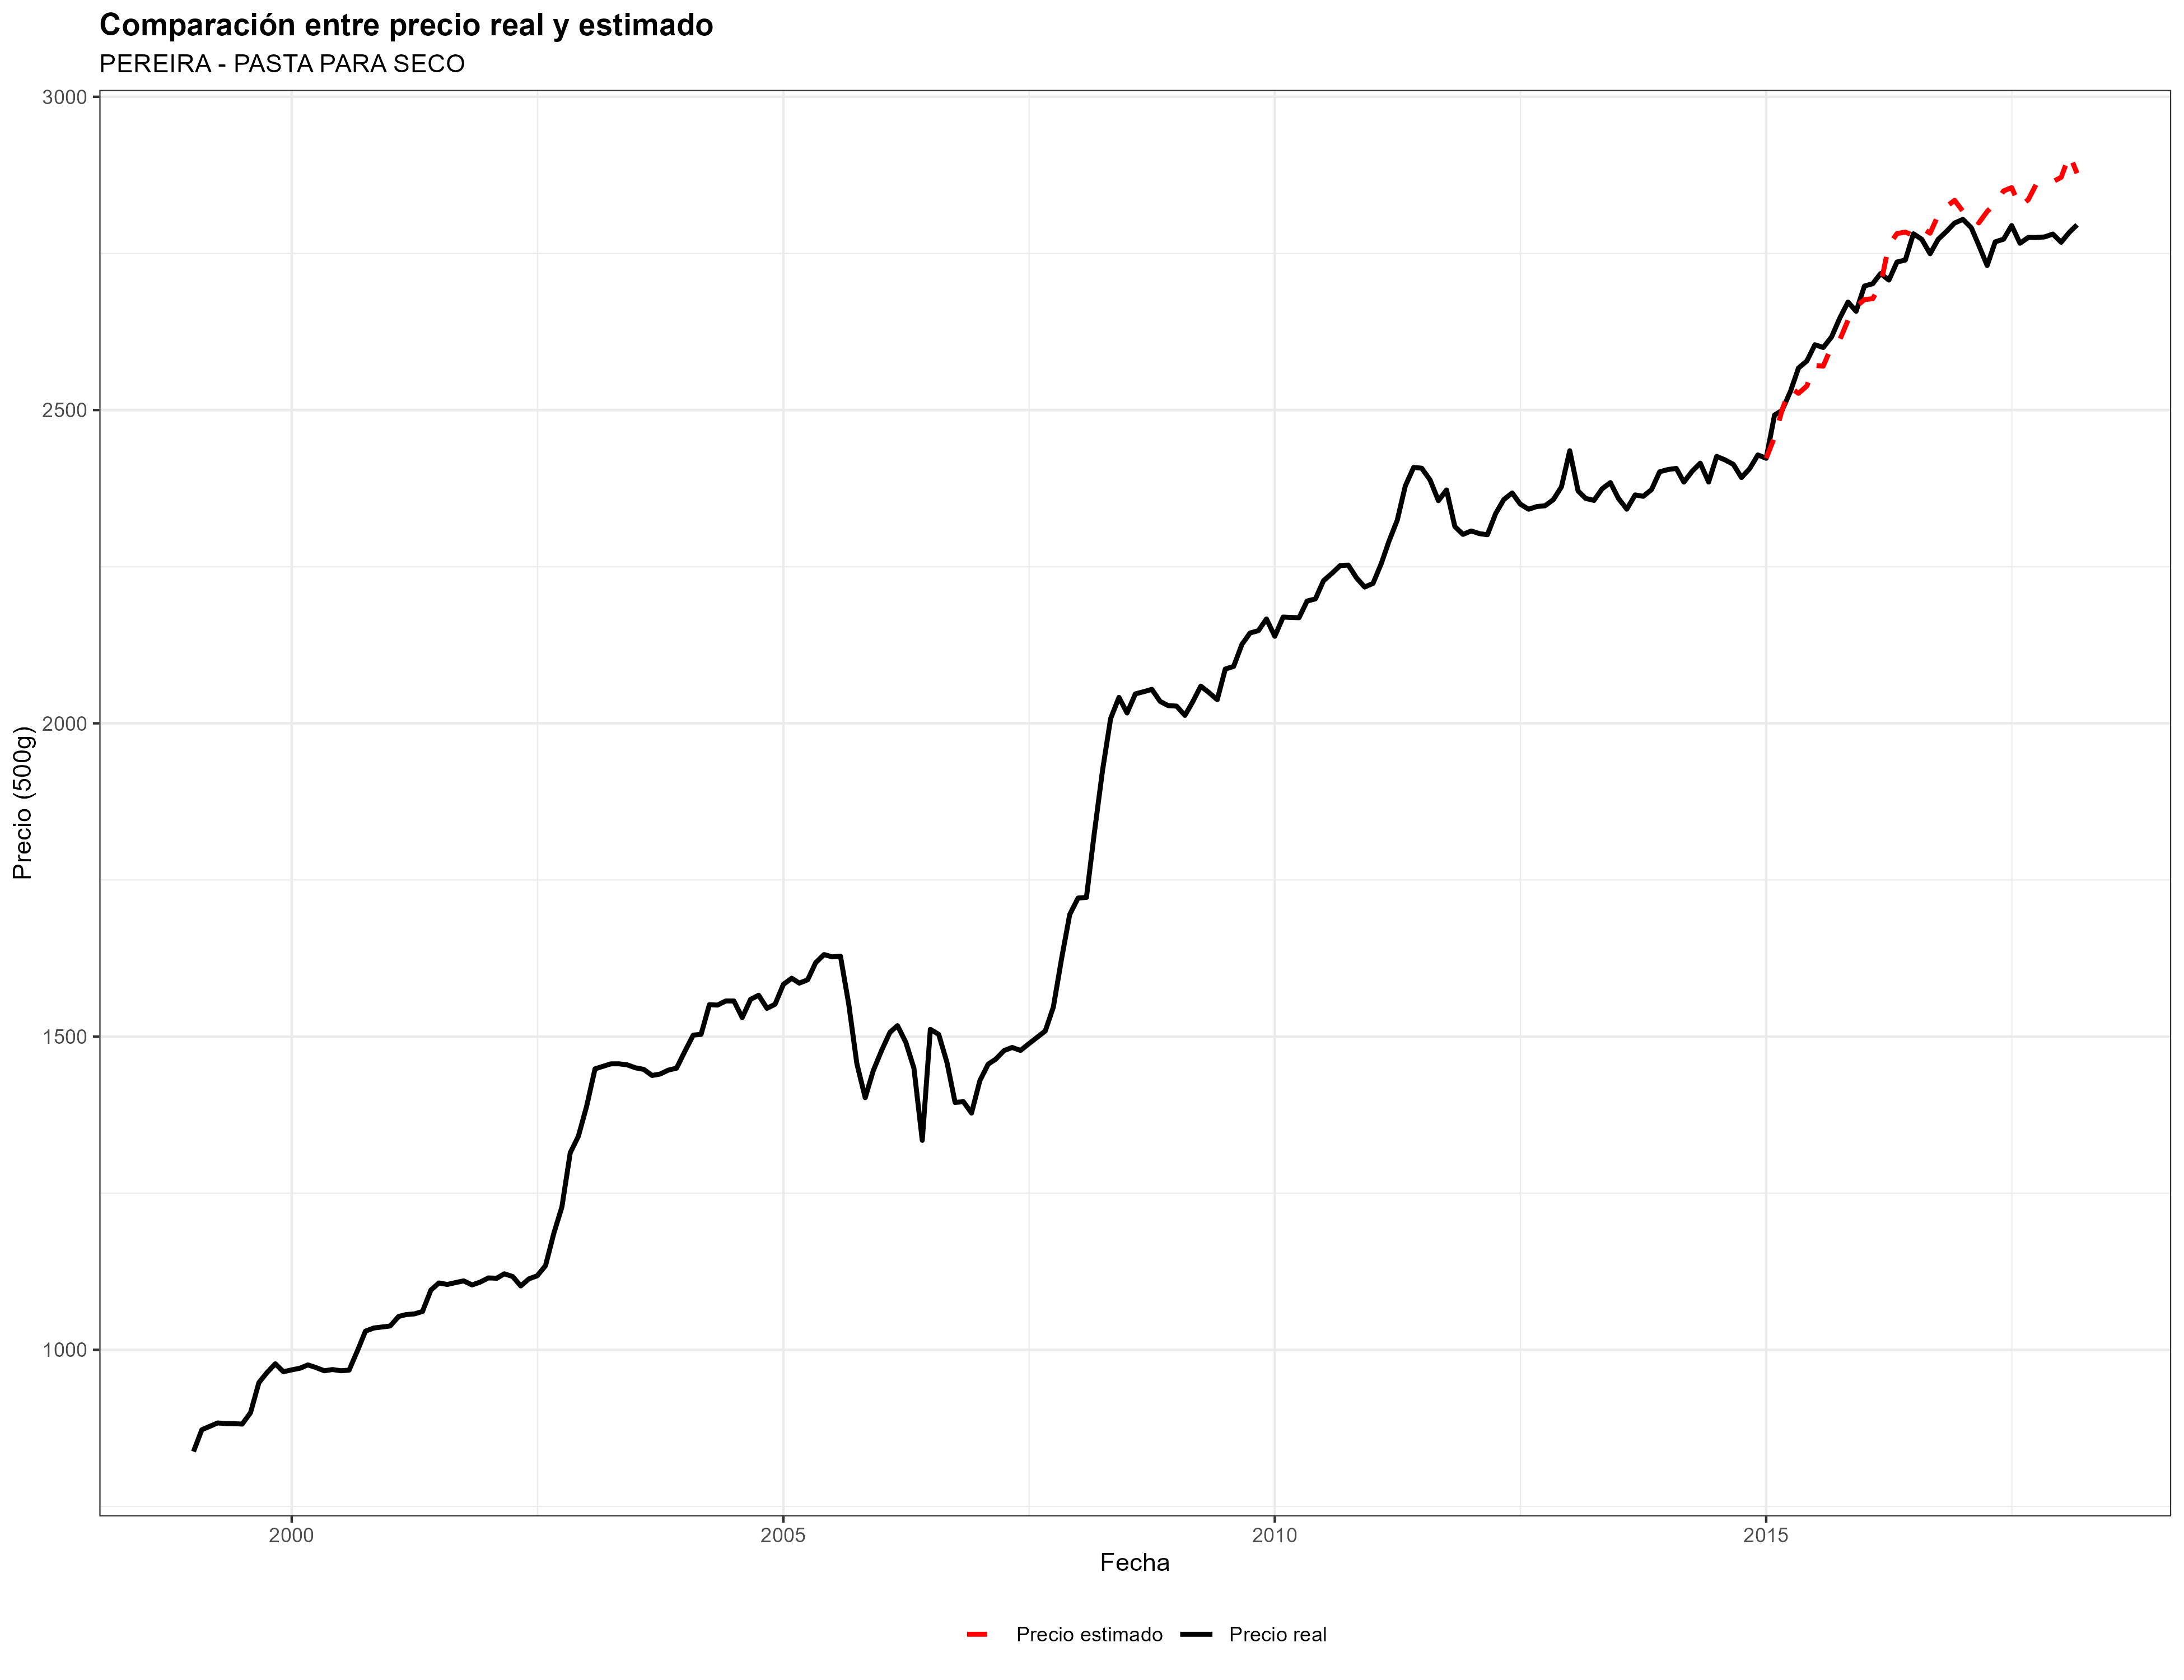 Comparación entre precio real y estimado
PEREIRA - PASTA PARA SECO
Precio (500g)
3000
2500
2000
1500
1000
2000 2005 2010 2015
Fecha
Precio estimado Precio real